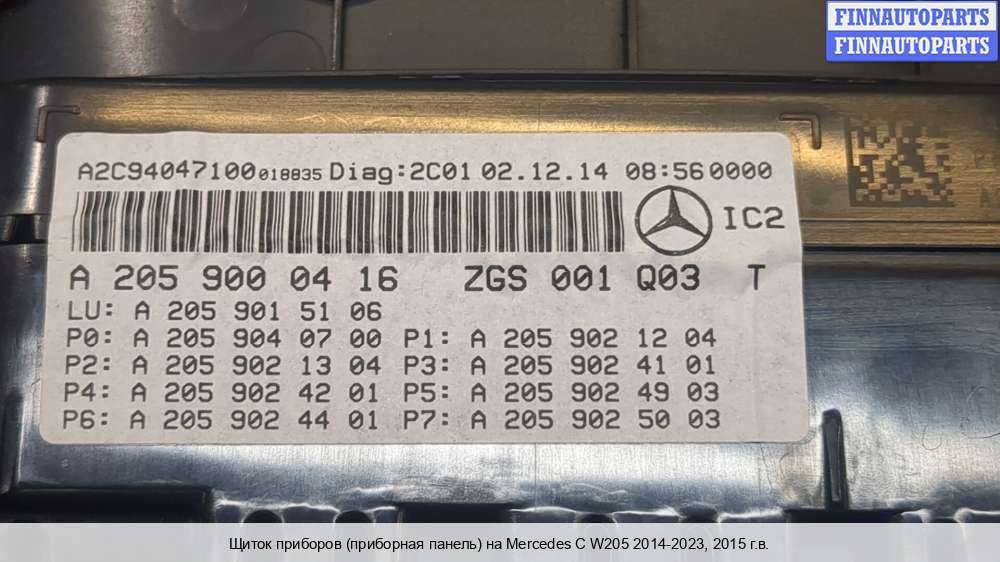 FINNAUTOPARTS
FINNAUTOPARTS
A2C94047100018835 Diag:2C01 02.12.14 08:56 0000
IC2
A 205 900 04 16 ZGS 001 Q03 T
LU: A 205 901 51 06
P0: A 205 904 07 00 P1: A 205 902 12 04
P2: A 205 902 13 04 P3: A 205 902 41 01
P4: A 205 902 42 01 P5: A 205 902 49 03
P6: A 205 902 44 01 P7: A 205 902 50 03
Щиток приборов (приборная панель) на Mercedes C W205 2014-2023, 2015 г.в.